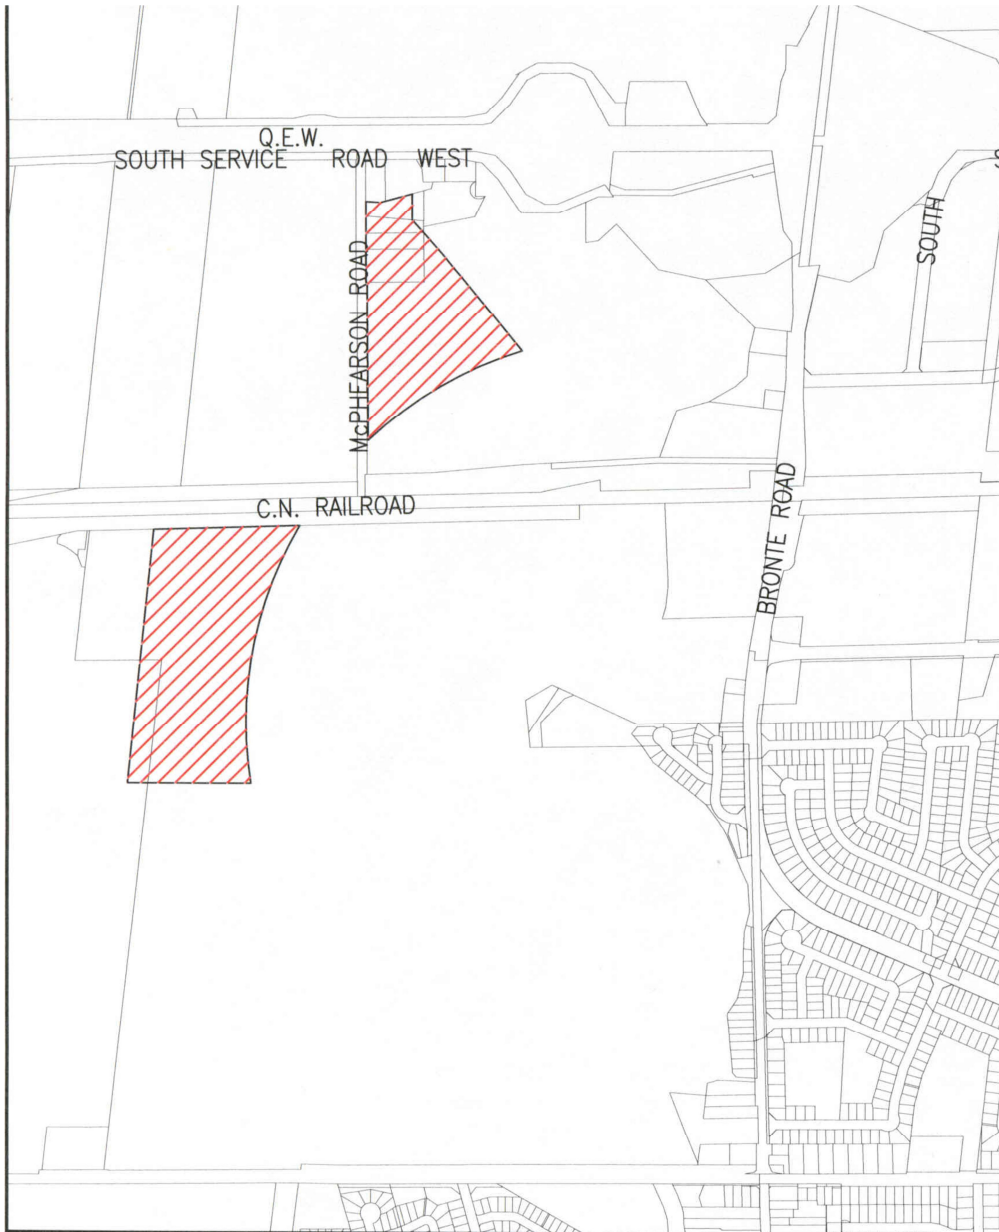 Q.E.W.
SOUTH SERVICE ROAD WEST
S
SOUTH
McPHEARSON ROAD
C.N. RAILROAD
BRONTE ROAD